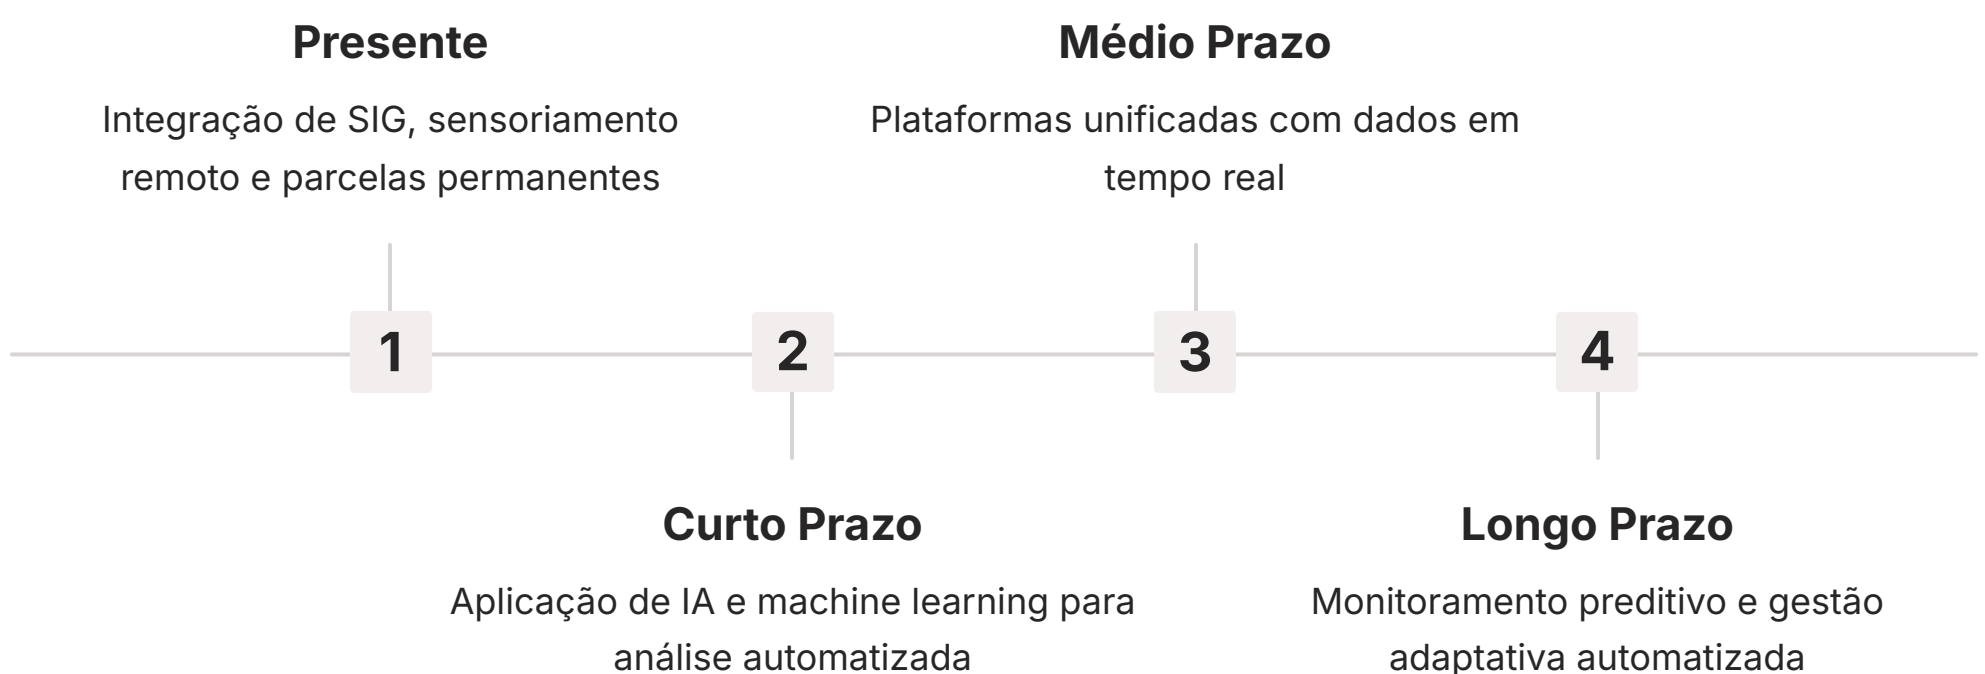 Presente
Integração de SIG, sensoriamento
remoto e parcelas permanentes
Médio Prazo
Plataformas unificadas com dados em
tempo real
1
2
3
4
Curto Prazo
Aplicação de IA e machine learning para
análise automatizada
Longo Prazo
Monitoramento preditivo e gestão
adaptativa automatizada